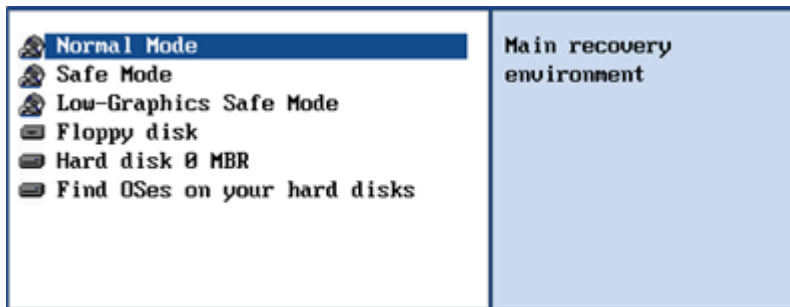 Normal Mode
Safe Mode
Low-Graphics Safe Mode
Floppy disk
Hard disk 0 MBR
Find OSes on your hard disks
Main recovery
environment